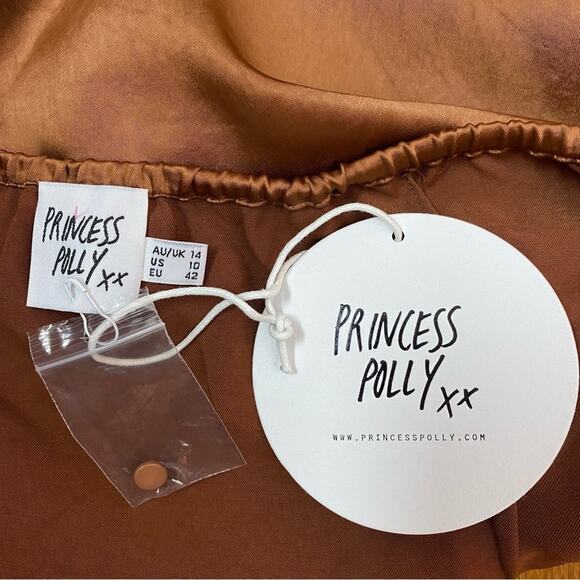 PRINCESS
POLLY xx
AU/UK 14
US 10
EU 42
PRINCESS
POLLY xx
WWW.PRINCESSPOLLY.COM